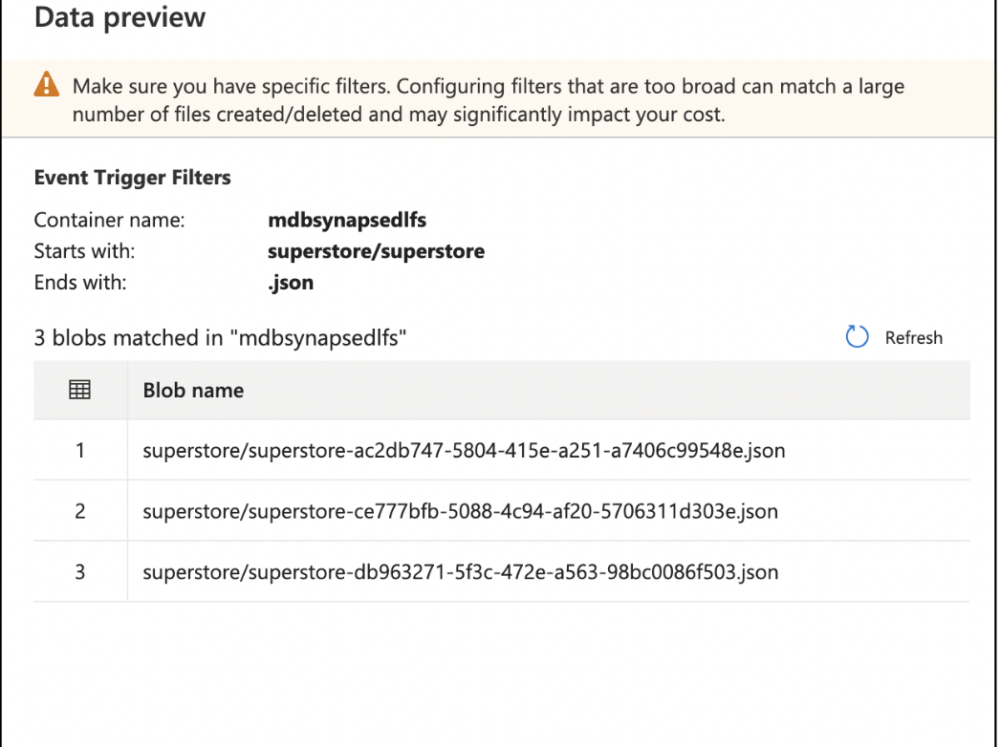 Data preview
Make sure you have specific filters. Configuring filters that are too broad can match a large
number of files created/deleted and may significantly impact your cost.
Event Trigger Filters
Container name: mdbsynapsedlfs
Starts with: superstore/superstore
Ends with: .json
3 blobs matched in "mdbsynapsedlfs" Refresh
Blob name
1 superstore/superstore-ac2db747-5804-415e-a251-a7406c99548e.json
2 superstore/superstore-ce777bfb-5088-4c94-af20-5706311d303e.json
3 superstore/superstore-db963271-5f3c-472e-a563-98bc0086f503.json